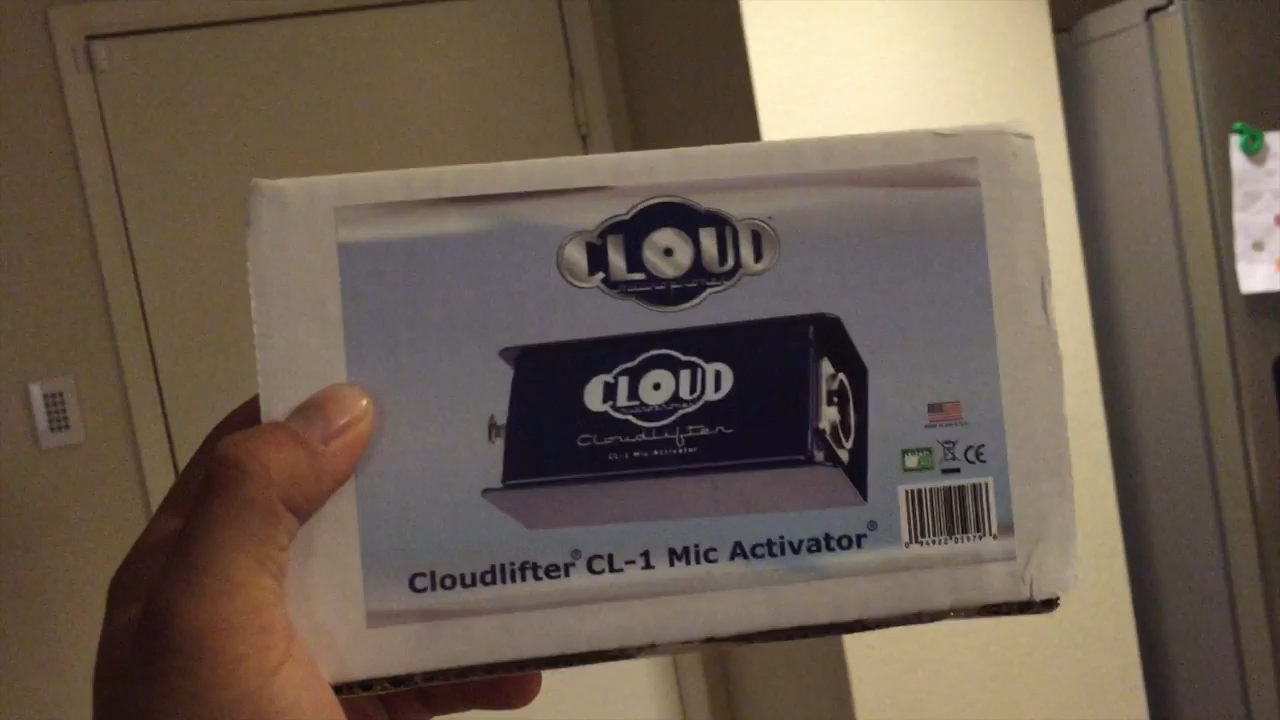 CLOUD
CLOUD
Cloudlifter
CL-1 Mic Activator
CE
Cloudlifter® CL-1 Mic Activator®